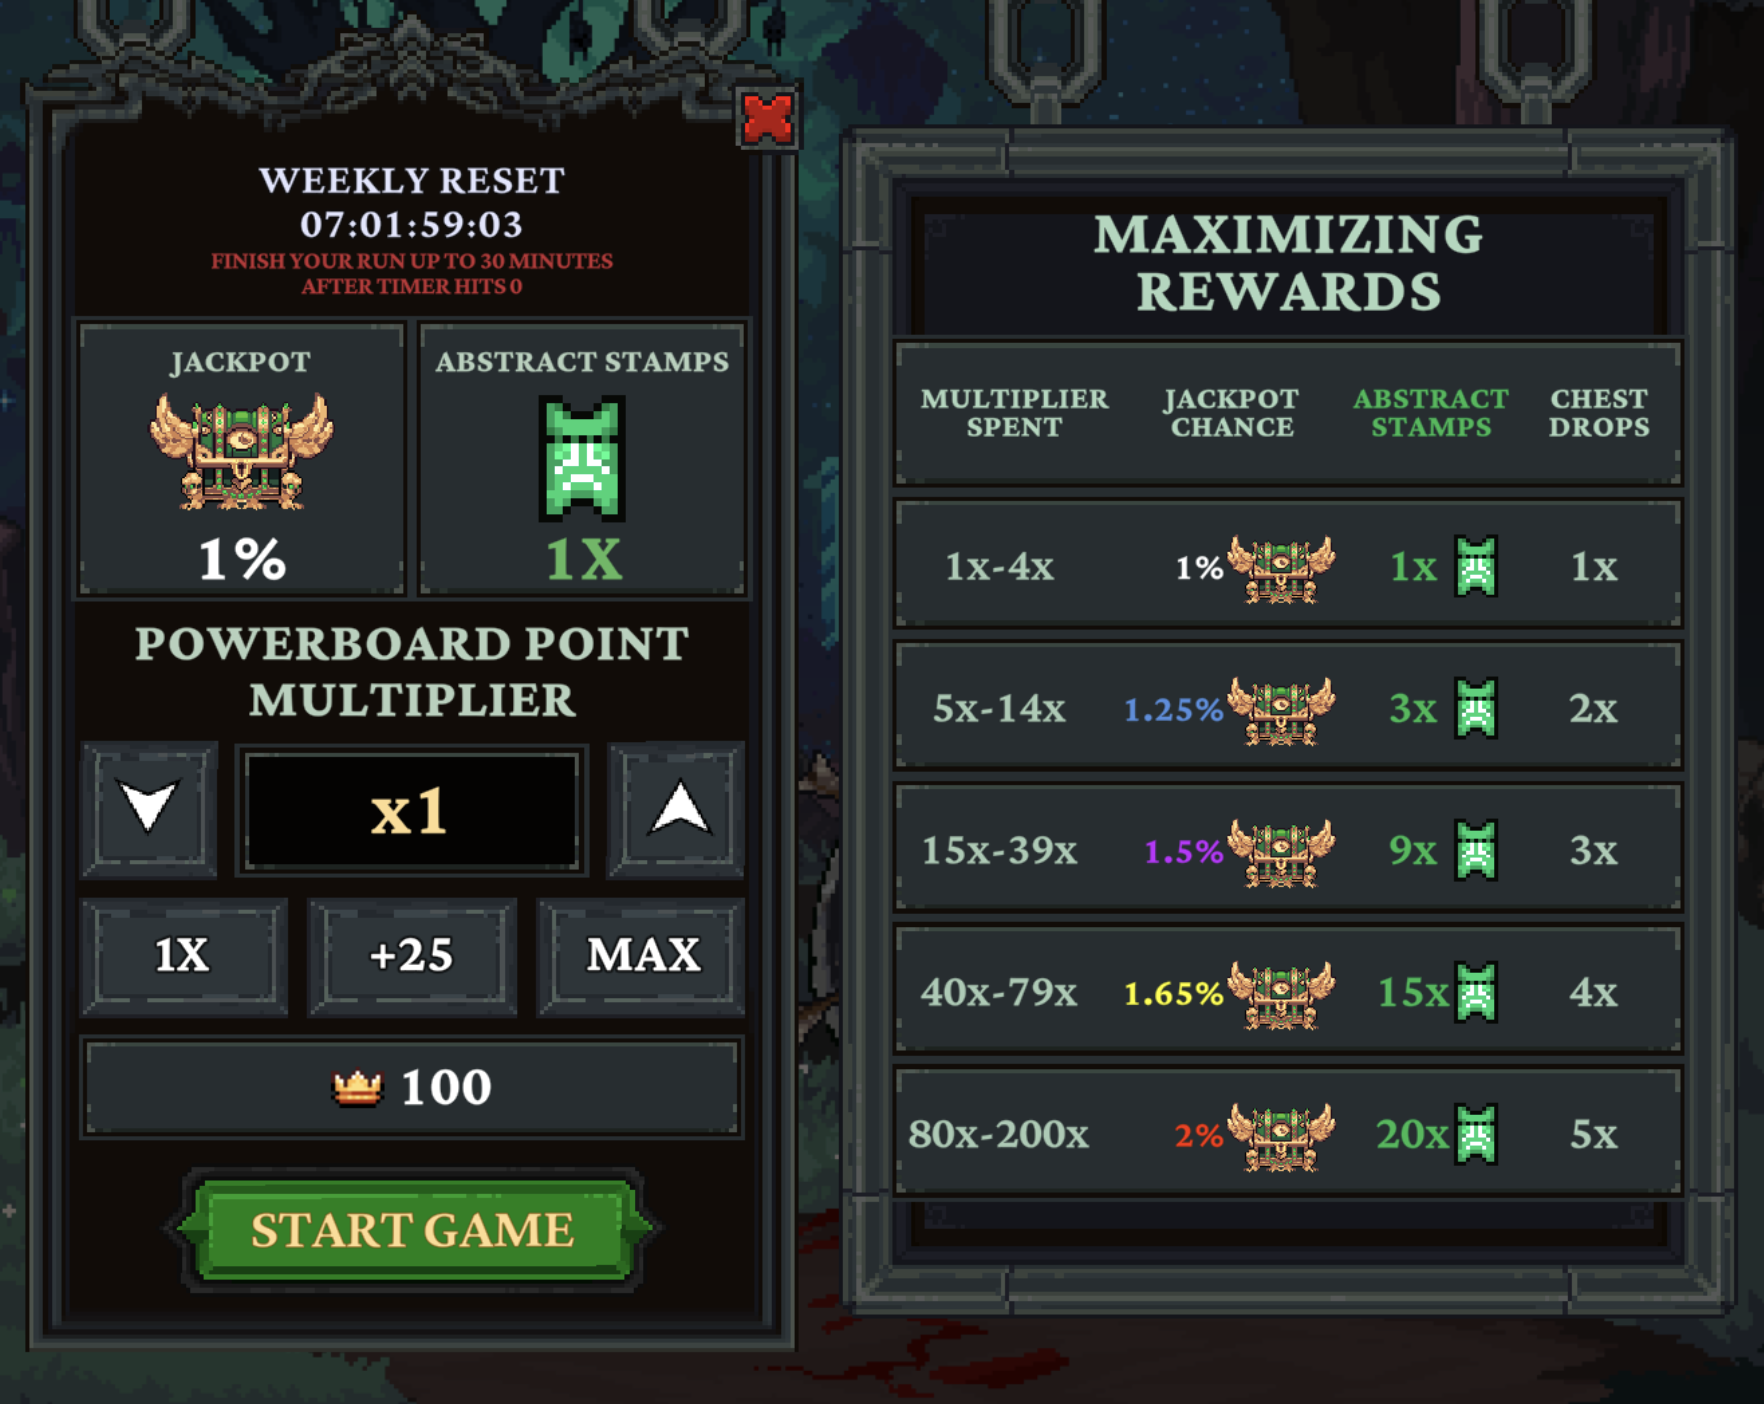 WEEKLY RESET
07:01:59:03
FINISH YOUR RUN UP TO 30 MINUTES
AFTER TIMER HITS 0
JACKPOT
1%
ABSTRACT STAMPS
1X
POWERBOARD POINT
MULTIPLIER
x1
1X
+25
MAX
100
START GAME
MAXIMIZING
REWARDS
MULTIPLIER SPENT JACKPOT CHANCE ABSTRACT STAMPS CHEST DROPS
1x-4x 1% 1x 1x
5x-14x 1.25% 3x 2x
15x-39x 1.5% 9x 3x
40x-79x 1.65% 15x 4x
80x-200x 2% 20x 5x